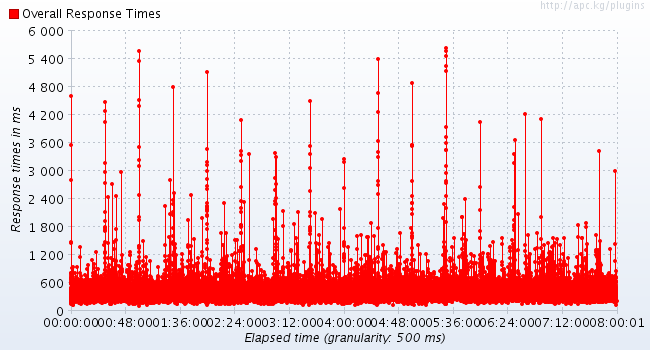 http://apc.kg/plugins
Overall Response Times
6 000
5 400
4 800
4 200
3 600
3 000
2 400
1 800
1 200
600
0
Response times in ms
00:00:00 00:48:00 01:36:00 02:24:00 03:12:00 04:00:00 04:48:00 05:36:00 06:24:00 07:12:00 08:00:01
Elapsed time (granularity: 500 ms)